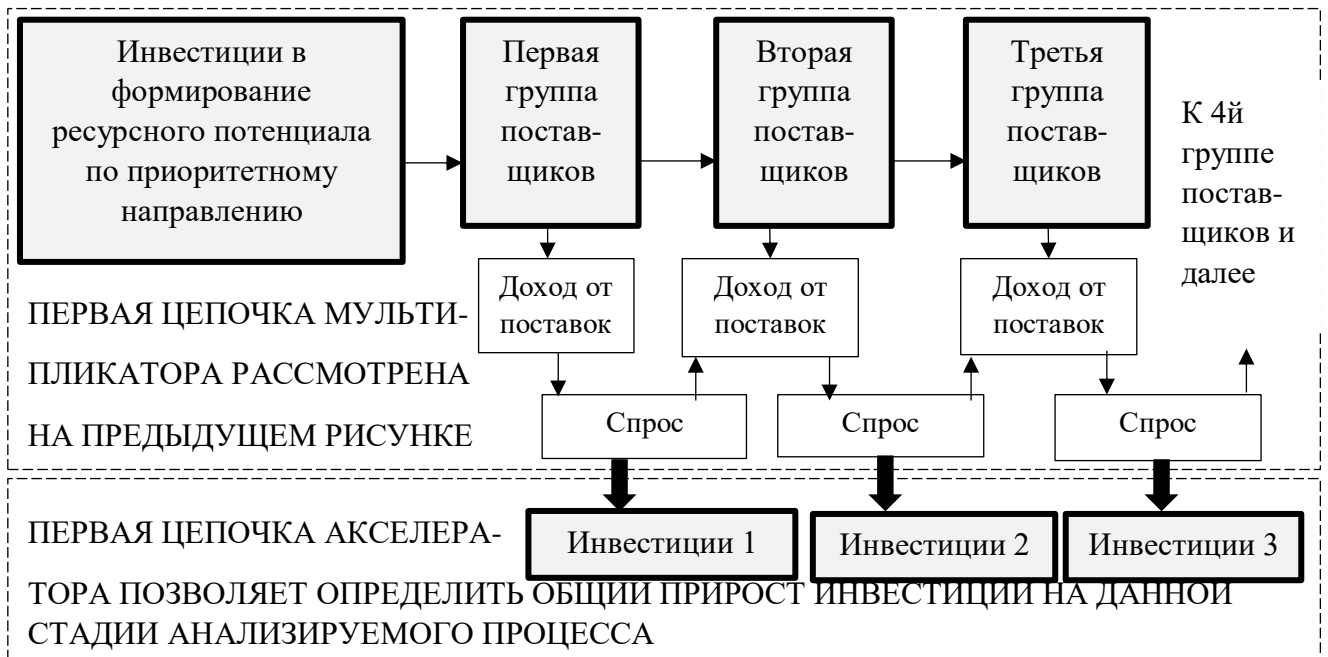 Инвестиции в
формирование
ресурсного потенциала
по приоритетному
направлению
Первая
группа
постав-
щиков
Вторая
группа
постав-
щиков
Третья
группа
постав-
щиков
К 4й
группе
постав-
щиков и
далее
Доход от
поставок
Доход от
поставок
Доход от
поставок
ПЕРВАЯ ЦЕПОЧКА МУЛЬТИ-
ПЛИКАТОРА РАССМОТРЕНА
НА ПРЕДЫДУЩЕМ РИСУНКЕ
Спрос
Спрос
Спрос
ПЕРВАЯ ЦЕПОЧКА АКСЕЛЕРА-
Инвестиции 1
Инвестиции 2
Инвестиции 3
ТОРА ПОЗВОЛЯЕТ ОПРЕДЕЛИТЬ ОБЩИЙ ПРИРОСТ ИНВЕСТИЦИЙ НА ДАННОЙ
СТАДИИ АНАЛИЗИРУЕМОГО ПРОЦЕССА